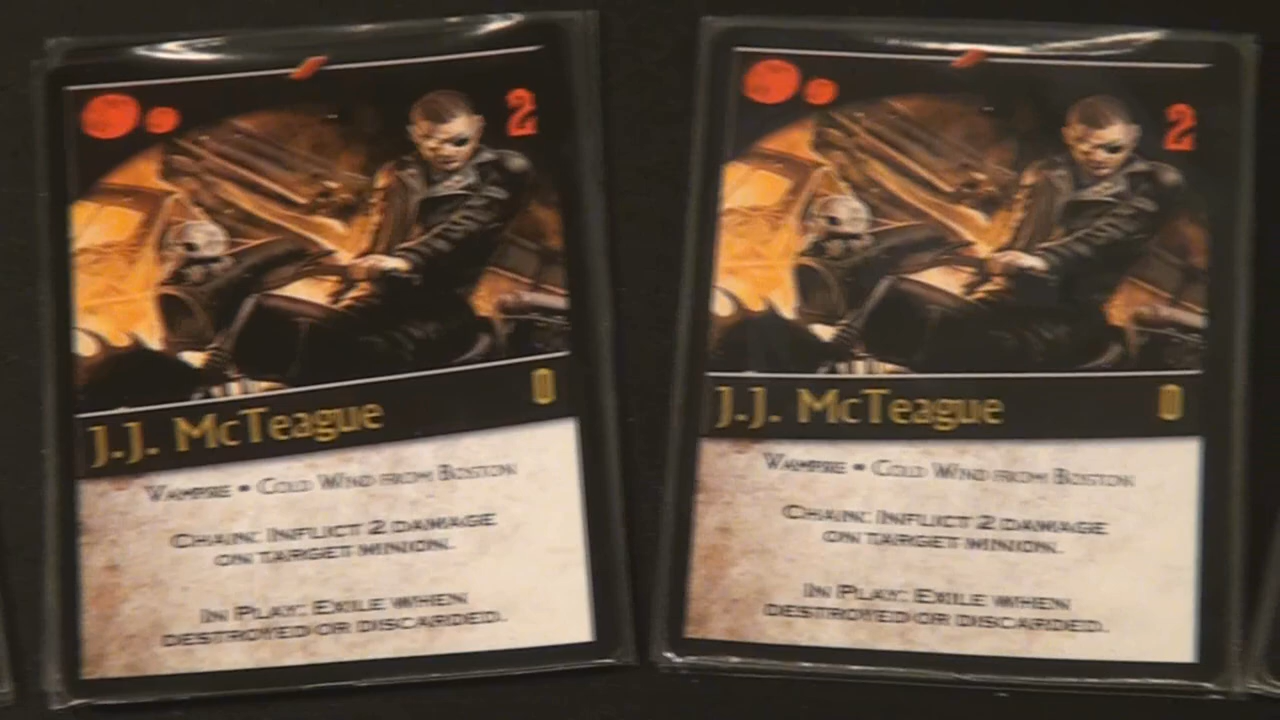 2
J.J. McTeague
0
Vampire • Cold Wind from Boston
Chain: Inflict 2 damage
on target minion.
In Play: Exile when
destroyed or discarded.
2
J.J. McTeague
0
Vampire • Cold Wind from Boston
Chain: Inflict 2 damage
on target minion.
In Play: Exile when
destroyed or discarded.